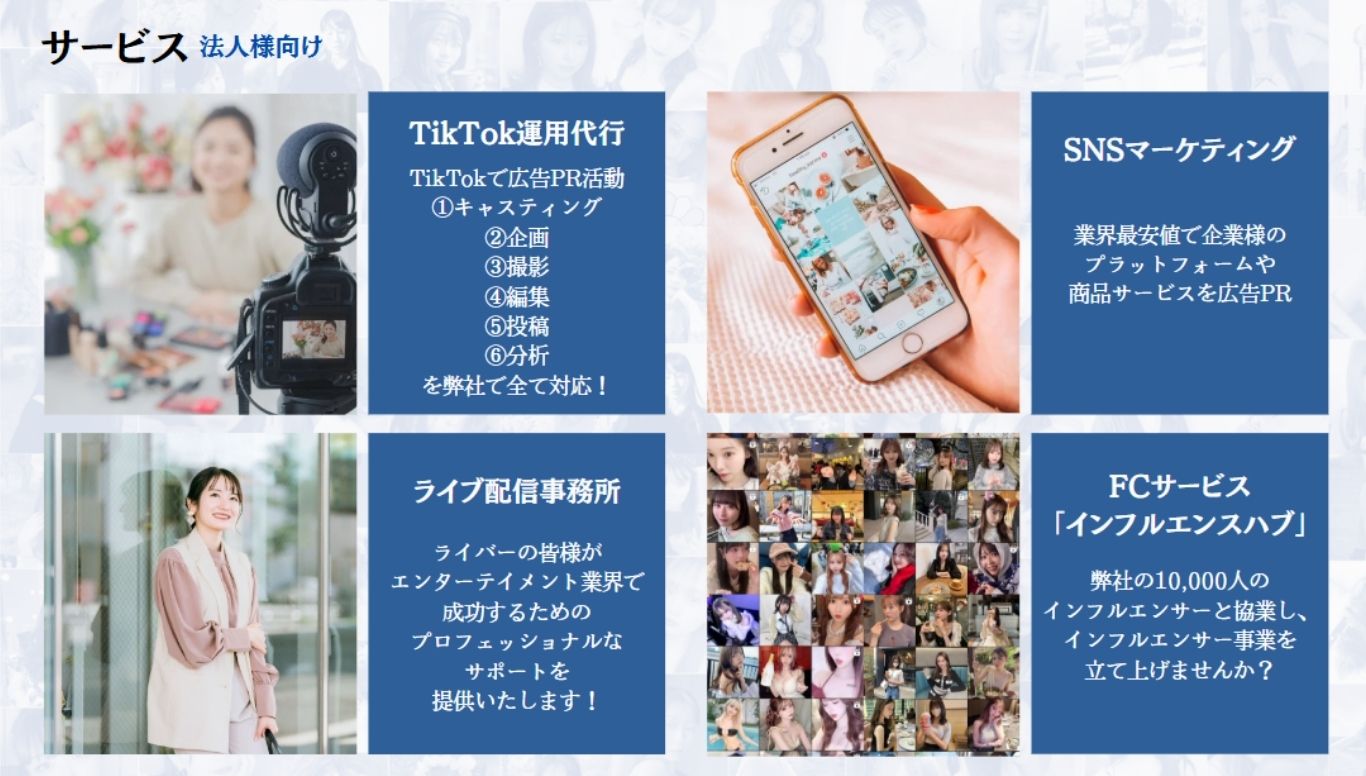 サービス 法人様向け
TikTok運用代行
TikTokで広告PR活動
①キャスティング
②企画
③撮影
④編集
⑤投稿
⑥分析
を弊社で全て対応！
SNSマーケティング
業界最安値で企業様の
プラットフォームや
商品サービスを広告PR
ライブ配信事務所
ライバーの皆様が
エンターテイメント業界で
成功するための
プロフェッショナルな
サポートを
提供いたします！
FCサービス
「インフルエンスハブ」
弊社の10,000人の
インフルエンサーと協業し、
インフルエンサー事業を
立て上げませんか？